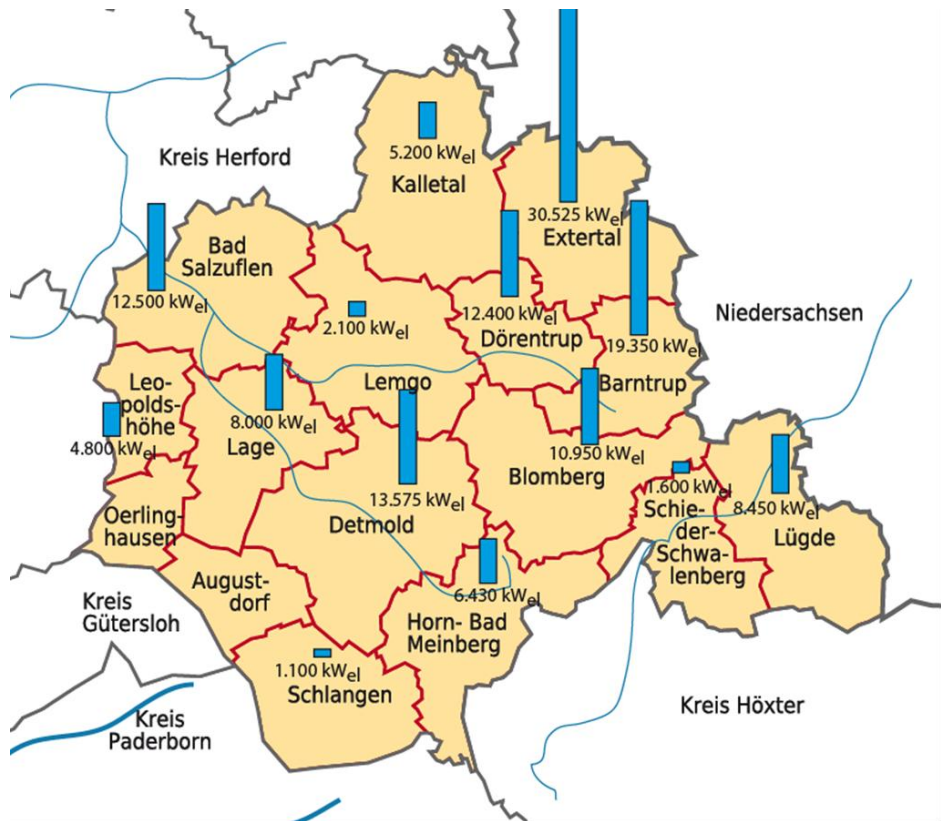 5.200 kWel
Kalletal
Kreis Herford
30.525 kWel
Extertal
Bad
Salzuflen
12.500 kWel
2.100 kWel
12.400 kWel
Dörentrup
19.350 kWel
Niedersachsen
Leo-
polds-
höhe
4.800 kWel
8.000 kWel
Lage
Lemgo
Barntrup
10.950 kWel
Blomberg
13.575 kWel
Detmold
1.600 kWel
Schie-
der-
Schwa-
lenberg
8.450 kWel
Lügde
Oerling-
hausen
August-
dorf
6.430 kWel
Horn- Bad
Meinberg
Kreis
Gütersloh
1.100 kWel
Schlangen
Kreis
Paderborn
Kreis Höxter